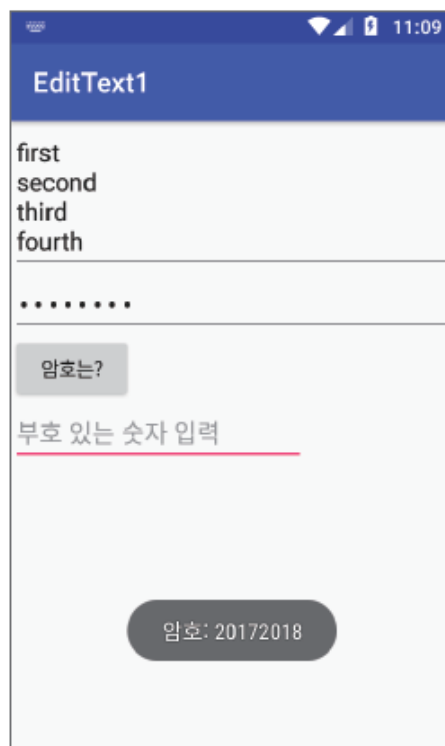 11:09
EditText1
first
second
third
fourth
••••••••
암호는?
부호 있는 숫자 입력
암호: 20172018